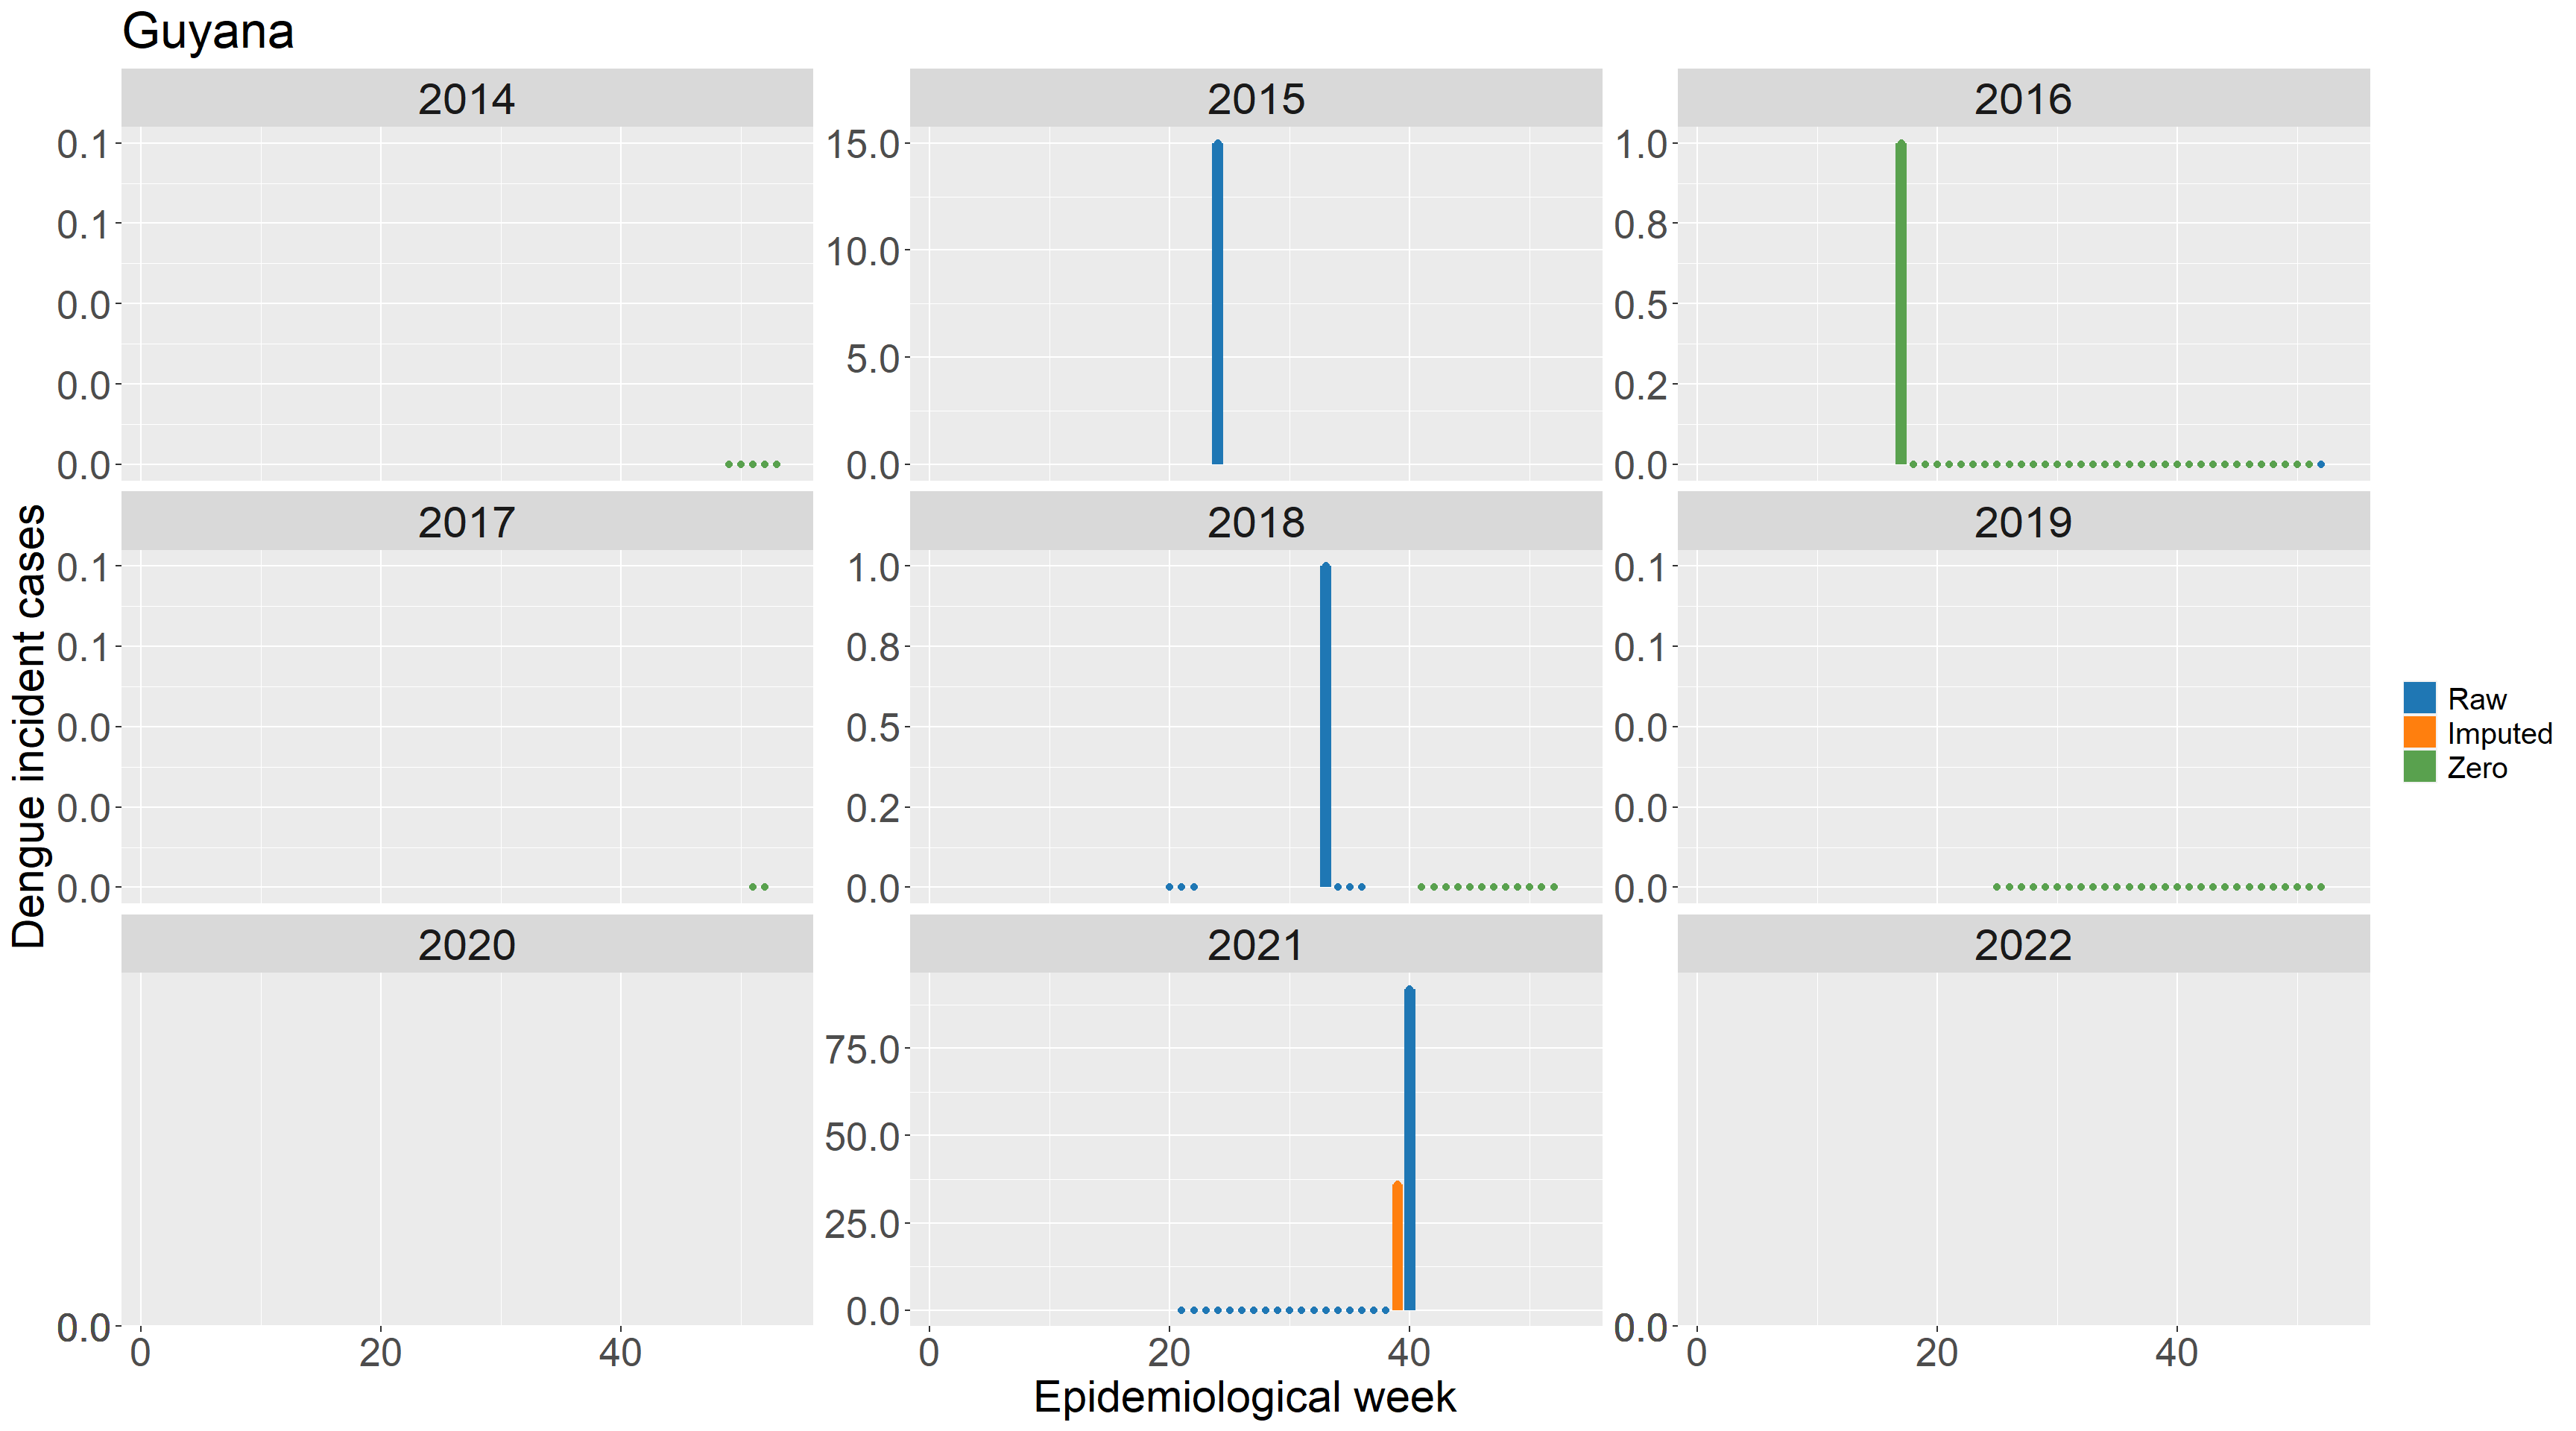 Guyana
2014 2015 2016
0.1 15.0 1.0
0.1 10.0 0.8
0.0 5.0 0.5
0.0 0.0 0.2
0.0 0.0
2017 2018 2019
0.1 1.0 0.1
0.1 0.8 0.1
0.0 0.5 0.0
0.0 0.2 0.0
0.0 0.0 0.0
Dengue incident cases
Raw
Imputed
Zero
2020 2021 2022
75.0
50.0
25.0
0.0 0.0 0.0
0 20 40 0 20 40 0 20 40
Epidemiological week